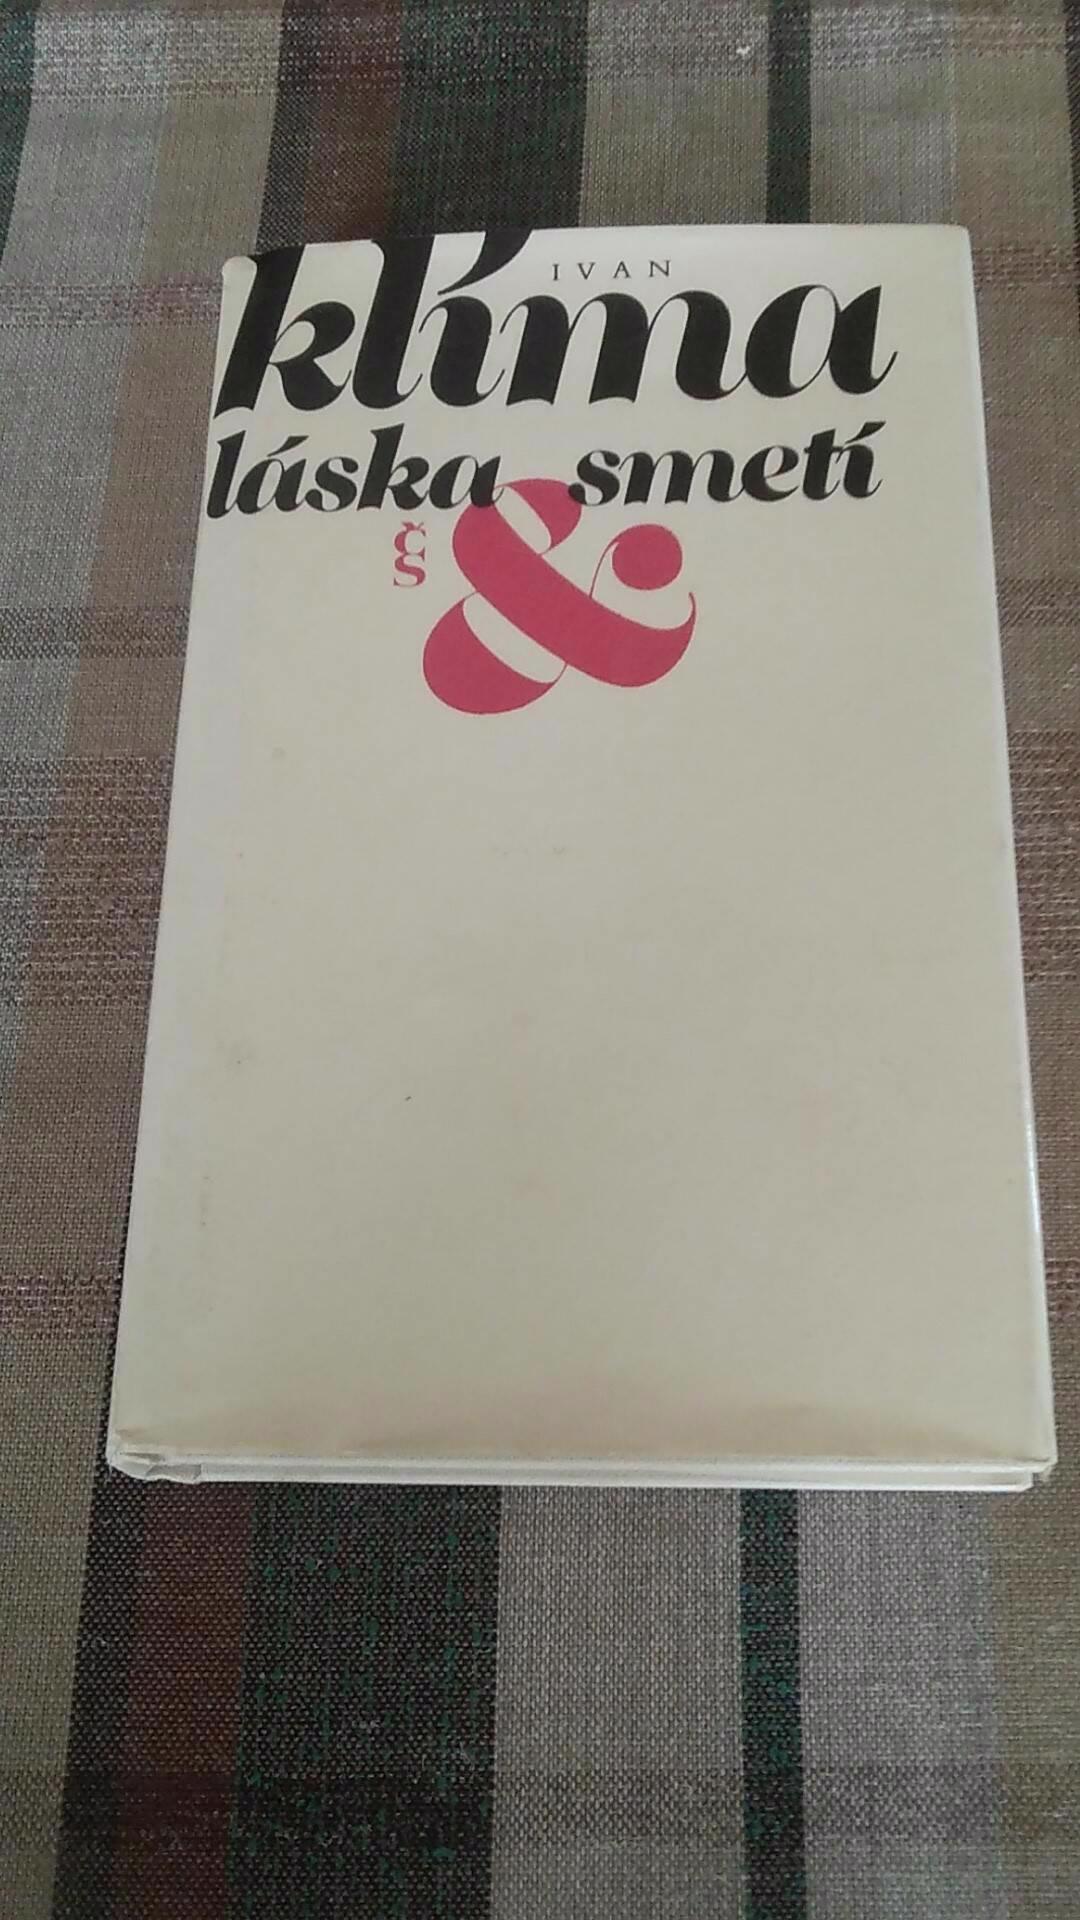 IVAN
klíma
láska & smetí
čs